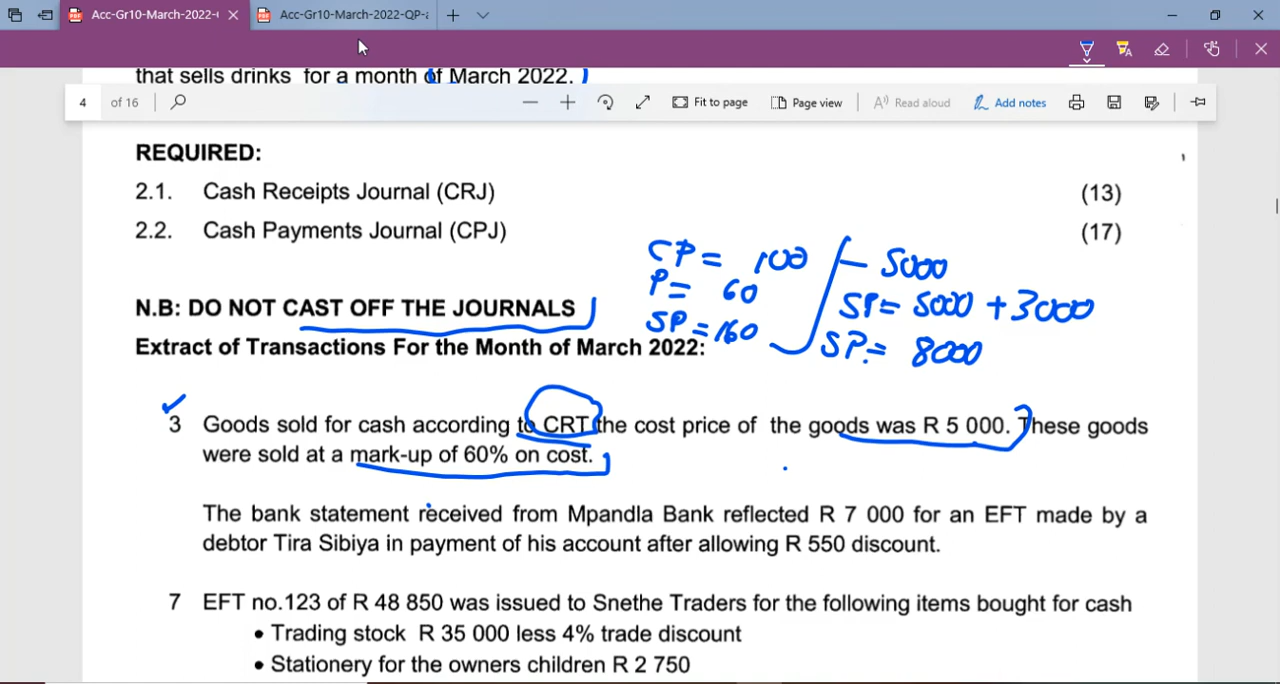 Acc-Gr10-March-2022-
Acc-Gr10-March-2022-QP-
that sells drinks for a month of March 2022.
4 of 16
Fit to page
Page view
Read aloud
Add notes
REQUIRED:
2.1. Cash Receipts Journal (CRJ) (13)
2.2. Cash Payments Journal (CPJ) (17)
CP = 100 5000
P = 60 SP = 5000 + 3000
SP = 160 SP = 8000
N.B: DO NOT CAST OFF THE JOURNALS
Extract of Transactions For the Month of March 2022:
3 Goods sold for cash according to CRT the cost price of the goods was R 5 000. These goods
were sold at a mark-up of 60% on cost.
The bank statement received from Mpandla Bank reflected R 7 000 for an EFT made by a
debtor Tira Sibiya in payment of his account after allowing R 550 discount.
7 EFT no.123 of R 48 850 was issued to Snethe Traders for the following items bought for cash
• Trading stock R 35 000 less 4% trade discount
• Stationery for the owners children R 2 750